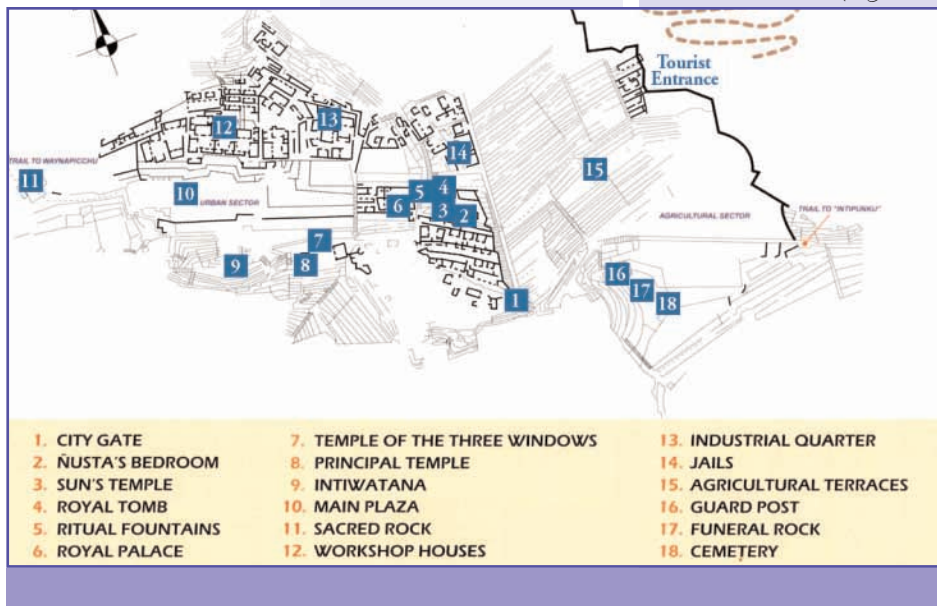 Tourist
Entrance
13
12
14
TRAIL TO WAYNAPICCHU
15
11
10
URBAN SECTOR
5
4
6
3
2
AGRICULTURAL SECTOR
TRAIL TO "INTIPUNKU"
7
9
8
16
17
18
1
1. CITY GATE
2. ÑUSTA'S BEDROOM
3. SUN'S TEMPLE
4. ROYAL TOMB
5. RITUAL FOUNTAINS
6. ROYAL PALACE
7. TEMPLE OF THE THREE WINDOWS
8. PRINCIPAL TEMPLE
9. INTIWATANA
10. MAIN PLAZA
11. SACRED ROCK
12. WORKSHOP HOUSES
13. INDUSTRIAL QUARTER
14. JAILS
15. AGRICULTURAL TERRACES
16. GUARD POST
17. FUNERAL ROCK
18. CEMETERY